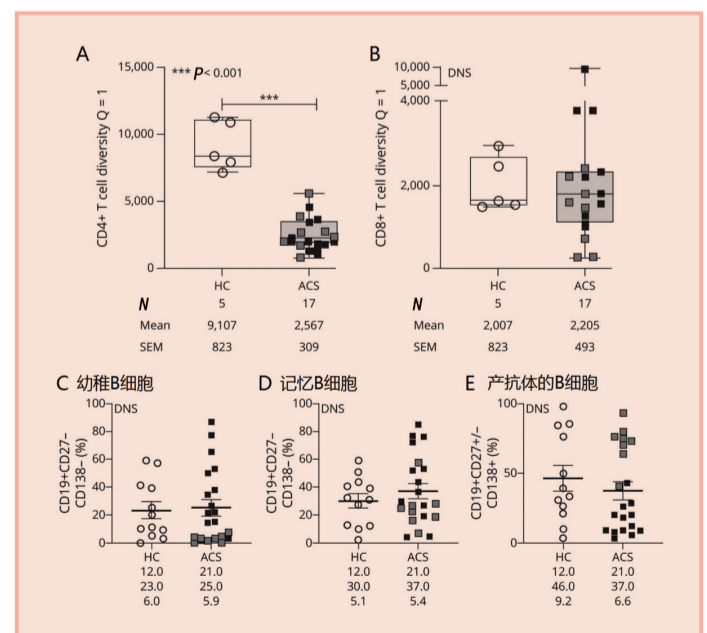 A
CD4+ T cell diversity Q = 1
15,000
10,000
5,000
0
*** P< 0.001
***
HC ACS
N 5 17
Mean 9,107 2,567
SEM 823 309
B
CD8+ T cell diversity Q = 1
10,000
5,000
4,000
2,000
0
DNS
HC ACS
N 5 17
Mean 2,007 2,205
SEM 823 493
C 幼稚B细胞
CD19+CD27–
CD138– (%)
100
80
60
40
20
0
DNS
HC ACS
12.0 21.0
23.0 25.0
6.0 5.9
D 记忆B细胞
CD19+CD27–
CD138– (%)
100
80
60
40
20
0
DNS
HC ACS
12.0 21.0
30.0 37.0
5.1 5.4
E 产抗体的B细胞
CD19+CD27+/–
CD138+ (%)
100
50
0
DNS
HC ACS
12.0 21.0
46.0 37.0
9.2 6.6